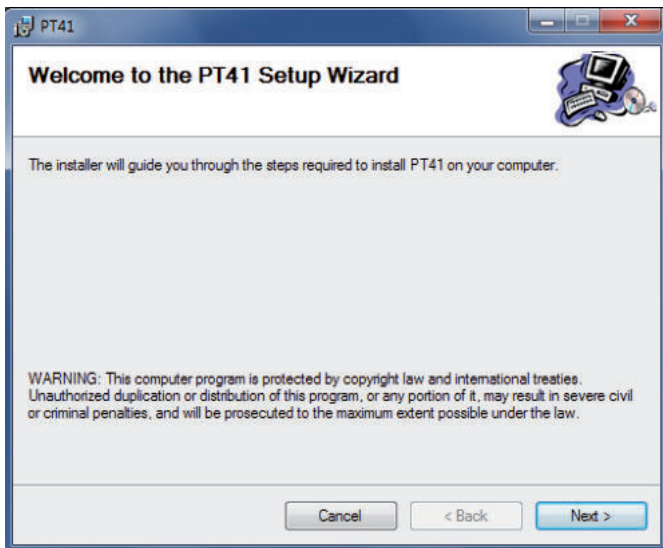 PT41
Welcome to the PT41 Setup Wizard
The installer will guide you through the steps required to install PT41 on your computer.
WARNING: This computer program is protected by copyright law and international treaties.
Unauthorized duplication or distribution of this program, or any portion of it, may result in severe civil
or criminal penalties, and will be prosecuted to the maximum extent possible under the law.
Cancel
< Back
Next >